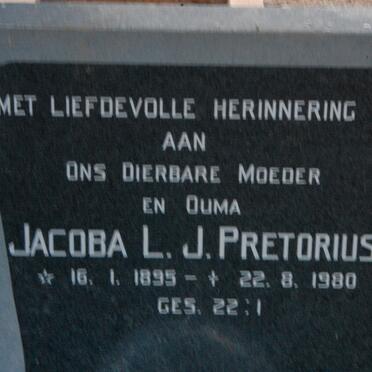 MET LIEFDEVOLLE HERINNERING
AAN
ONS DIERBARE MOEDER
EN OUMA
JACOBA L. J. PRETORIUS
☆ 16. 1. 1895 – ✝ 22. 8. 1980
GES. 22:1